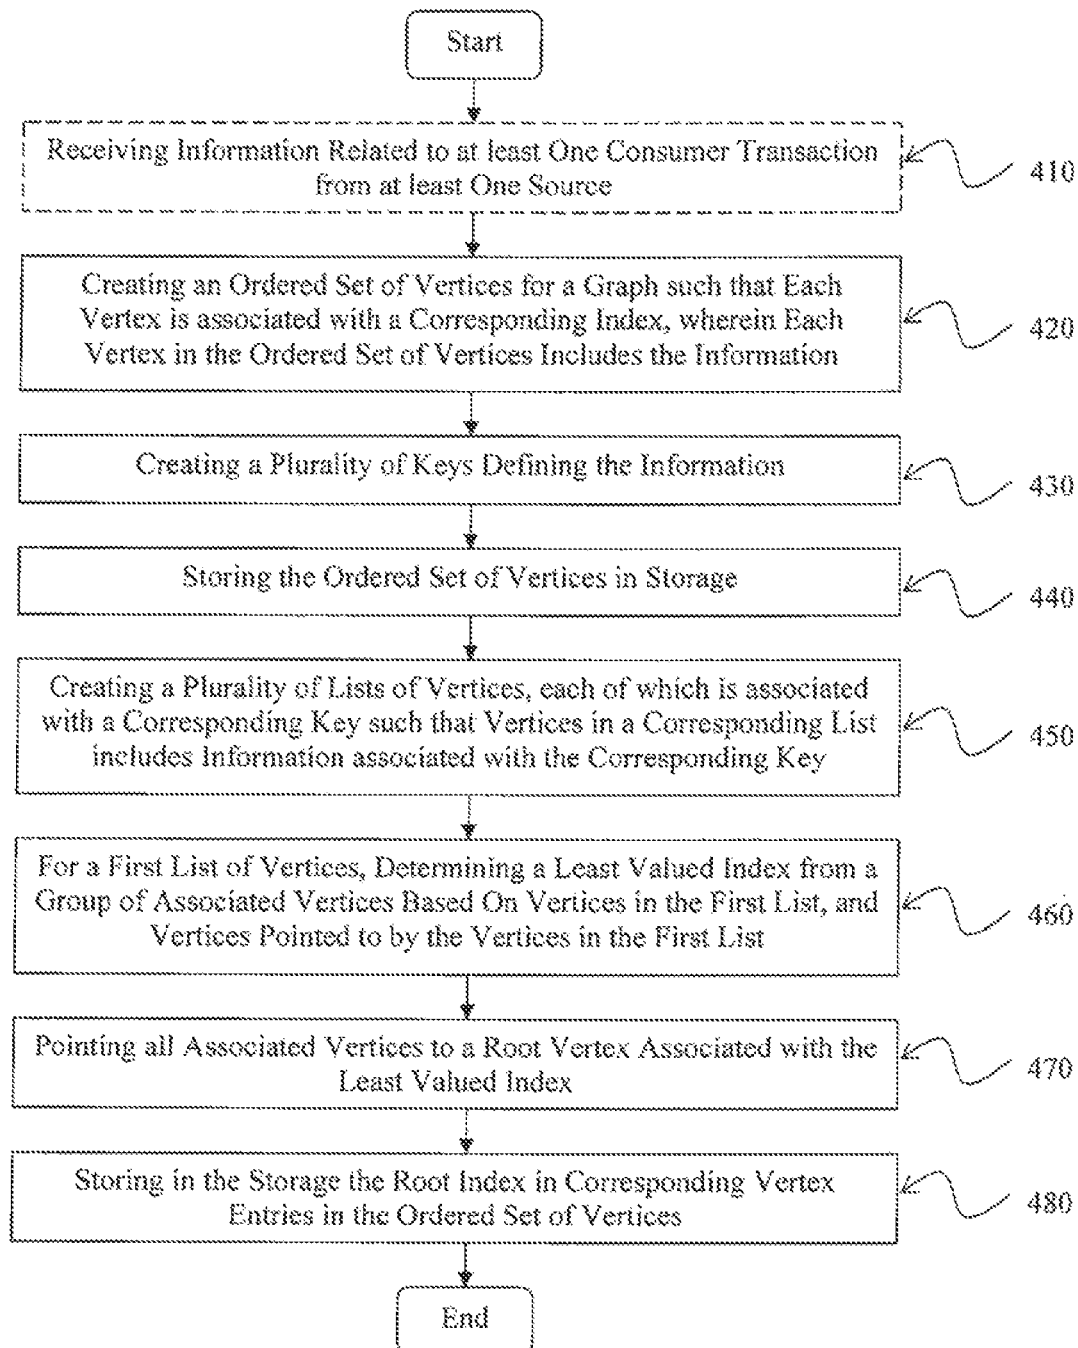 Start
Receiving Information Related to at least One Consumer Transaction
from at least One Source
410
Creating an Ordered Set of Vertices for a Graph such that Each
Vertex is associated with a Corresponding Index, wherein Each
Vertex in the Ordered Set of Vertices Includes the Information
420
Creating a Plurality of Keys Defining the Information
430
Storing the Ordered Set of Vertices in Storage
440
Creating a Plurality of Lists of Vertices, each of which is associated
with a Corresponding Key such that Vertices in a Corresponding List
includes Information associated with the Corresponding Key
450
For a First List of Vertices, Determining a Least Valued Index from a
Group of Associated Vertices Based On Vertices in the First List, and
Vertices Pointed to by the Vertices in the First List
460
Pointing all Associated Vertices to a Root Vertex Associated with the
Least Valued Index
470
Storing in the Storage the Root Index in Corresponding Vertex
Entries in the Ordered Set of Vertices
480
End